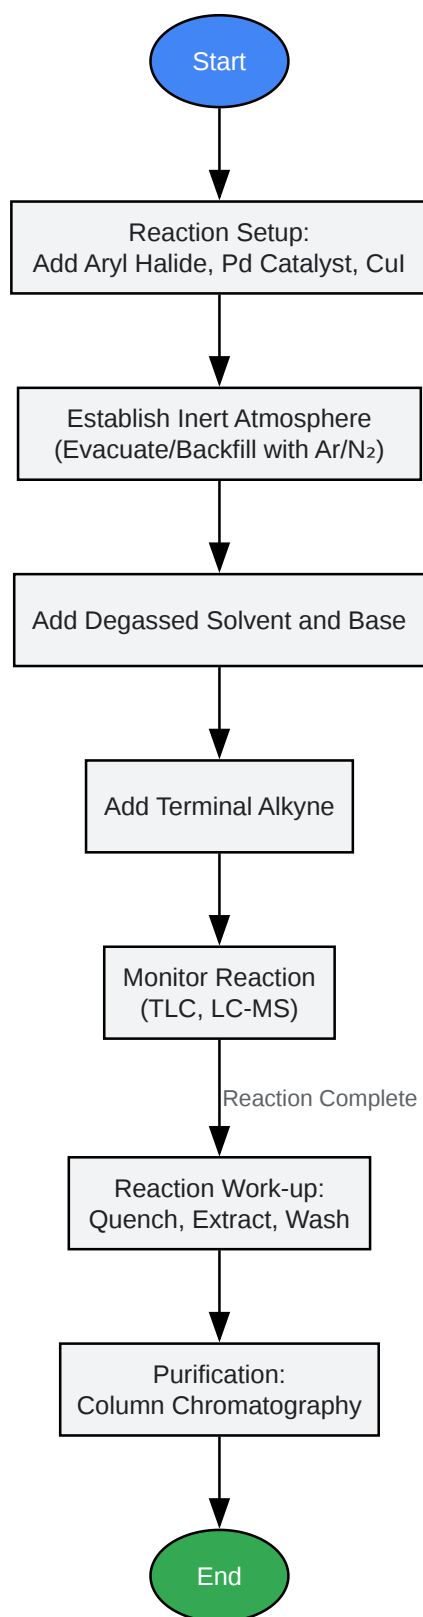 Start
Reaction Setup:
Add Aryl Halide, Pd Catalyst, CuI
Establish Inert Atmosphere
(Evacuate/Backfill with Ar/N₂)
Add Degassed Solvent and Base
Add Terminal Alkyne
Monitor Reaction
(TLC, LC-MS)
Reaction Complete
Reaction Work-up:
Quench, Extract, Wash
Purification:
Column Chromatography
End